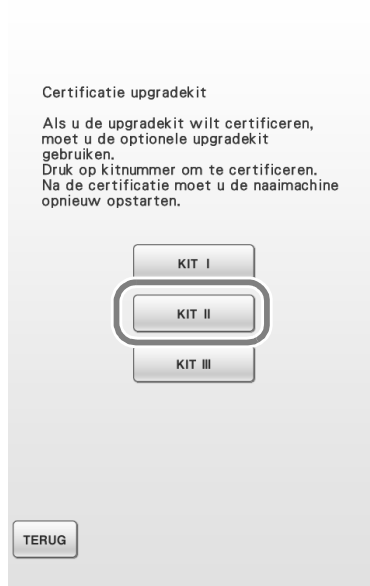 Certificatie upgradekit
Als u de upgradekit wilt certificeren,
moet u de optionele upgradekit
gebruiken.
Druk op kitnummer om te certificeren.
Na de certificatie moet u de naaimachine
opnieuw opstarten.
KIT I
KIT II
KIT III
TERUG